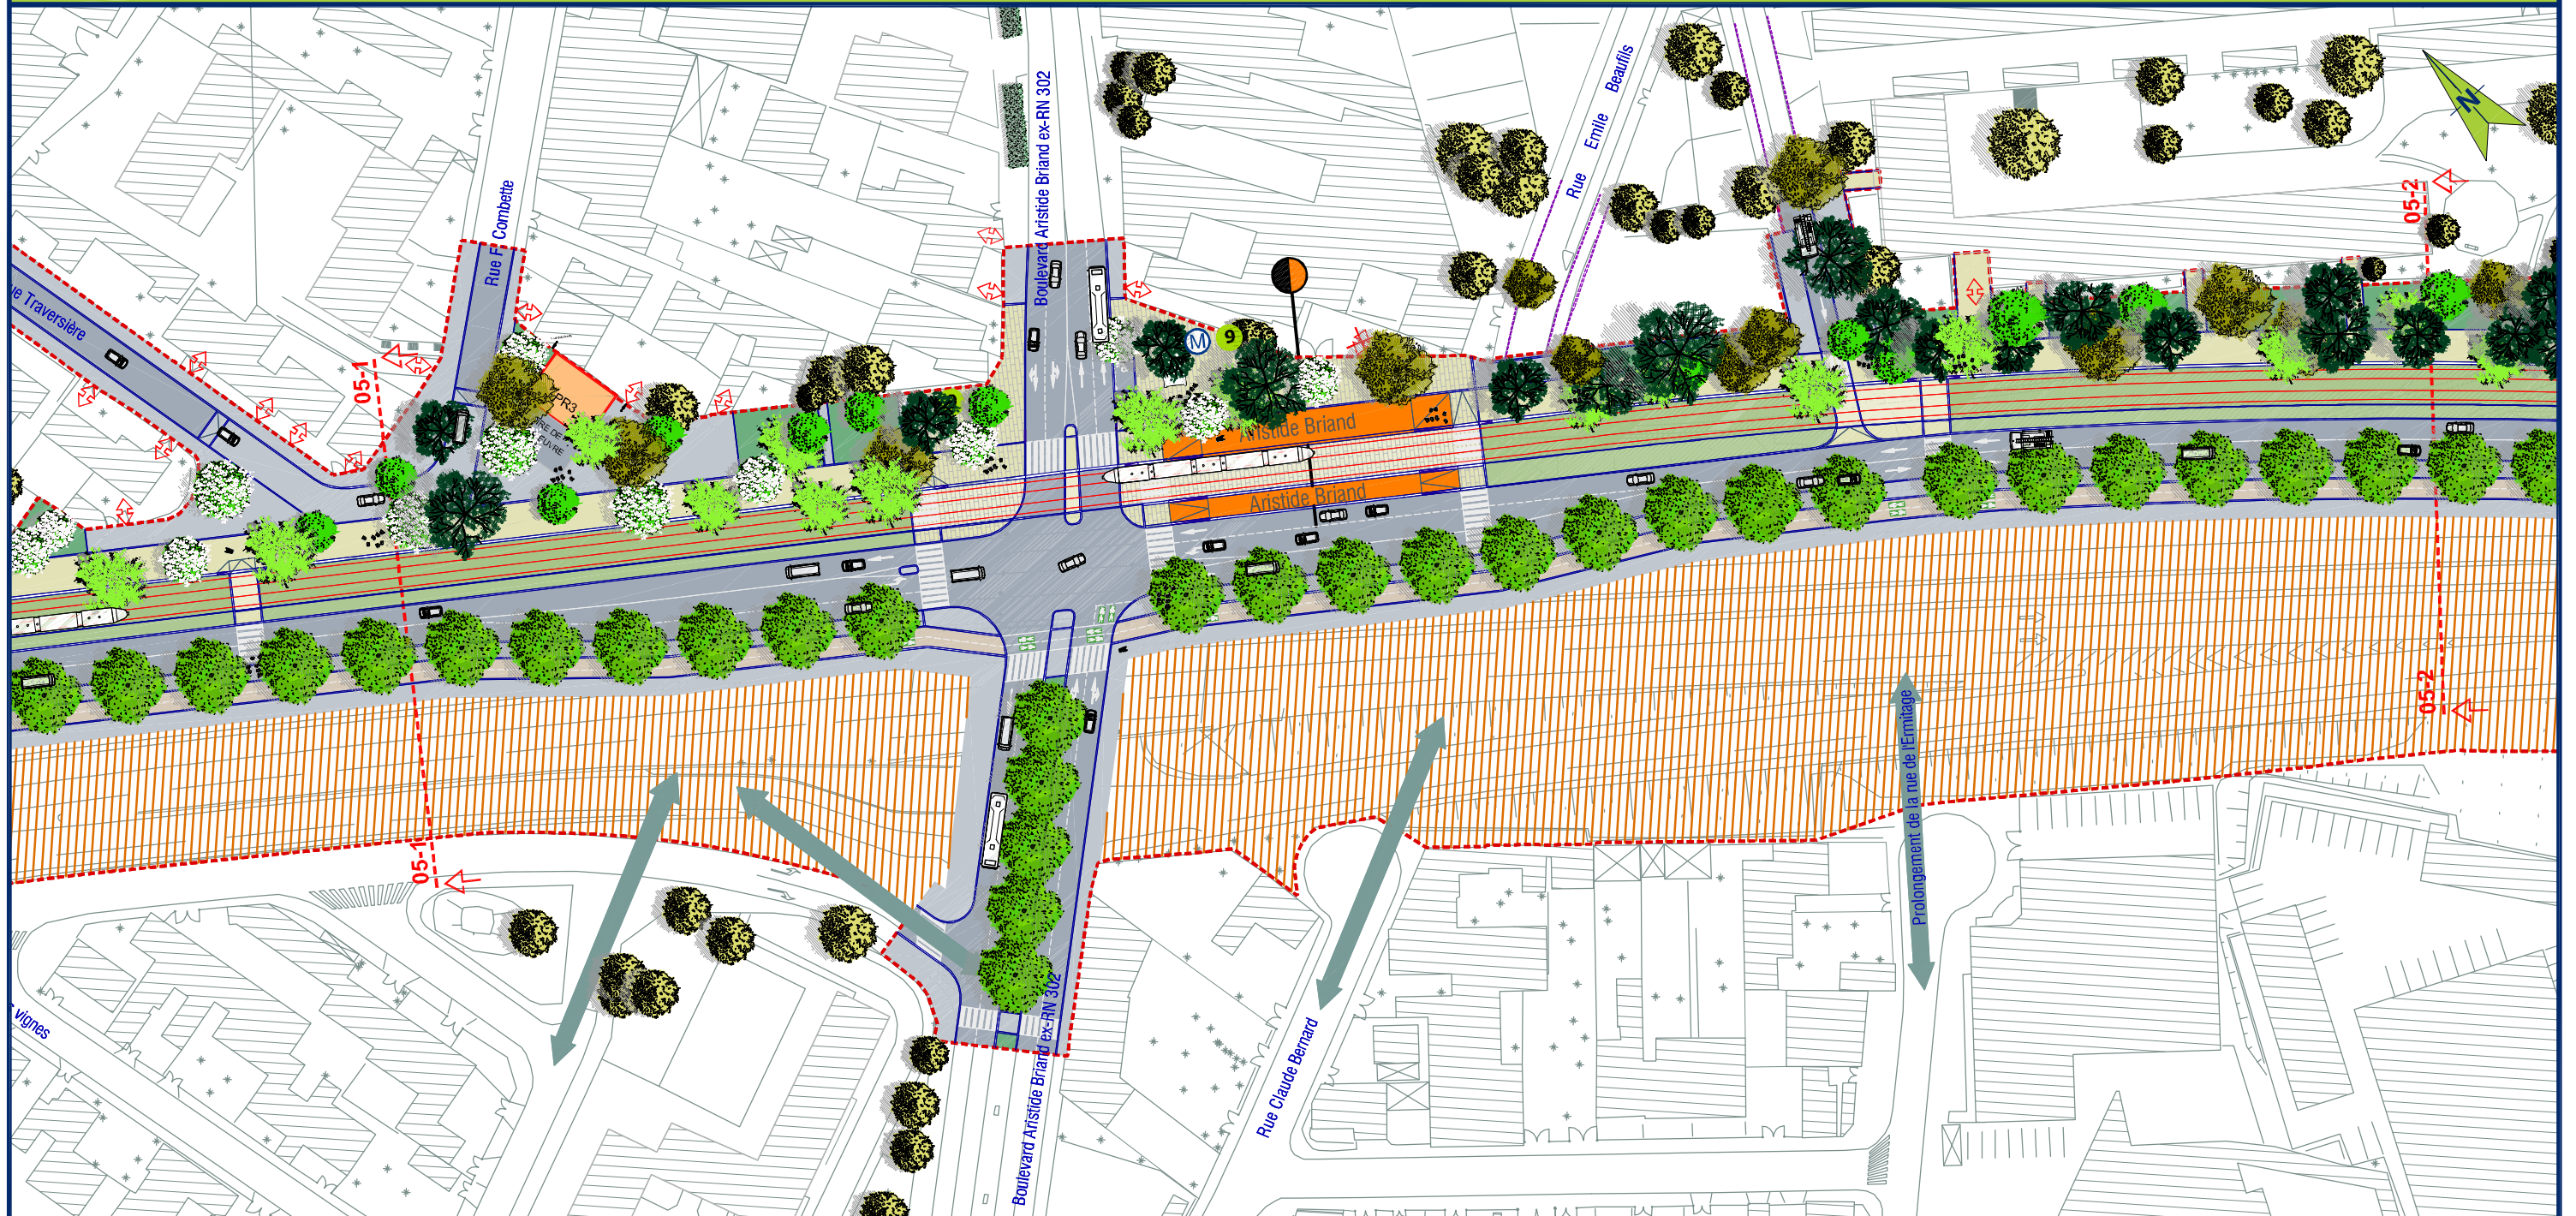 Rue F. Combette
Boulevard Aristide Briand ex-RN 302
Rue Emile Beaufils
N
05-2
ue Traversière
05-1
M
9
PR3
Aristide Briand
Aristide Briand
05-2
Prolongement de la rue de l'Ermitage
05-1
vignes
Boulevard Aristide Briand ex-RN 302
Rue Claude Bernard